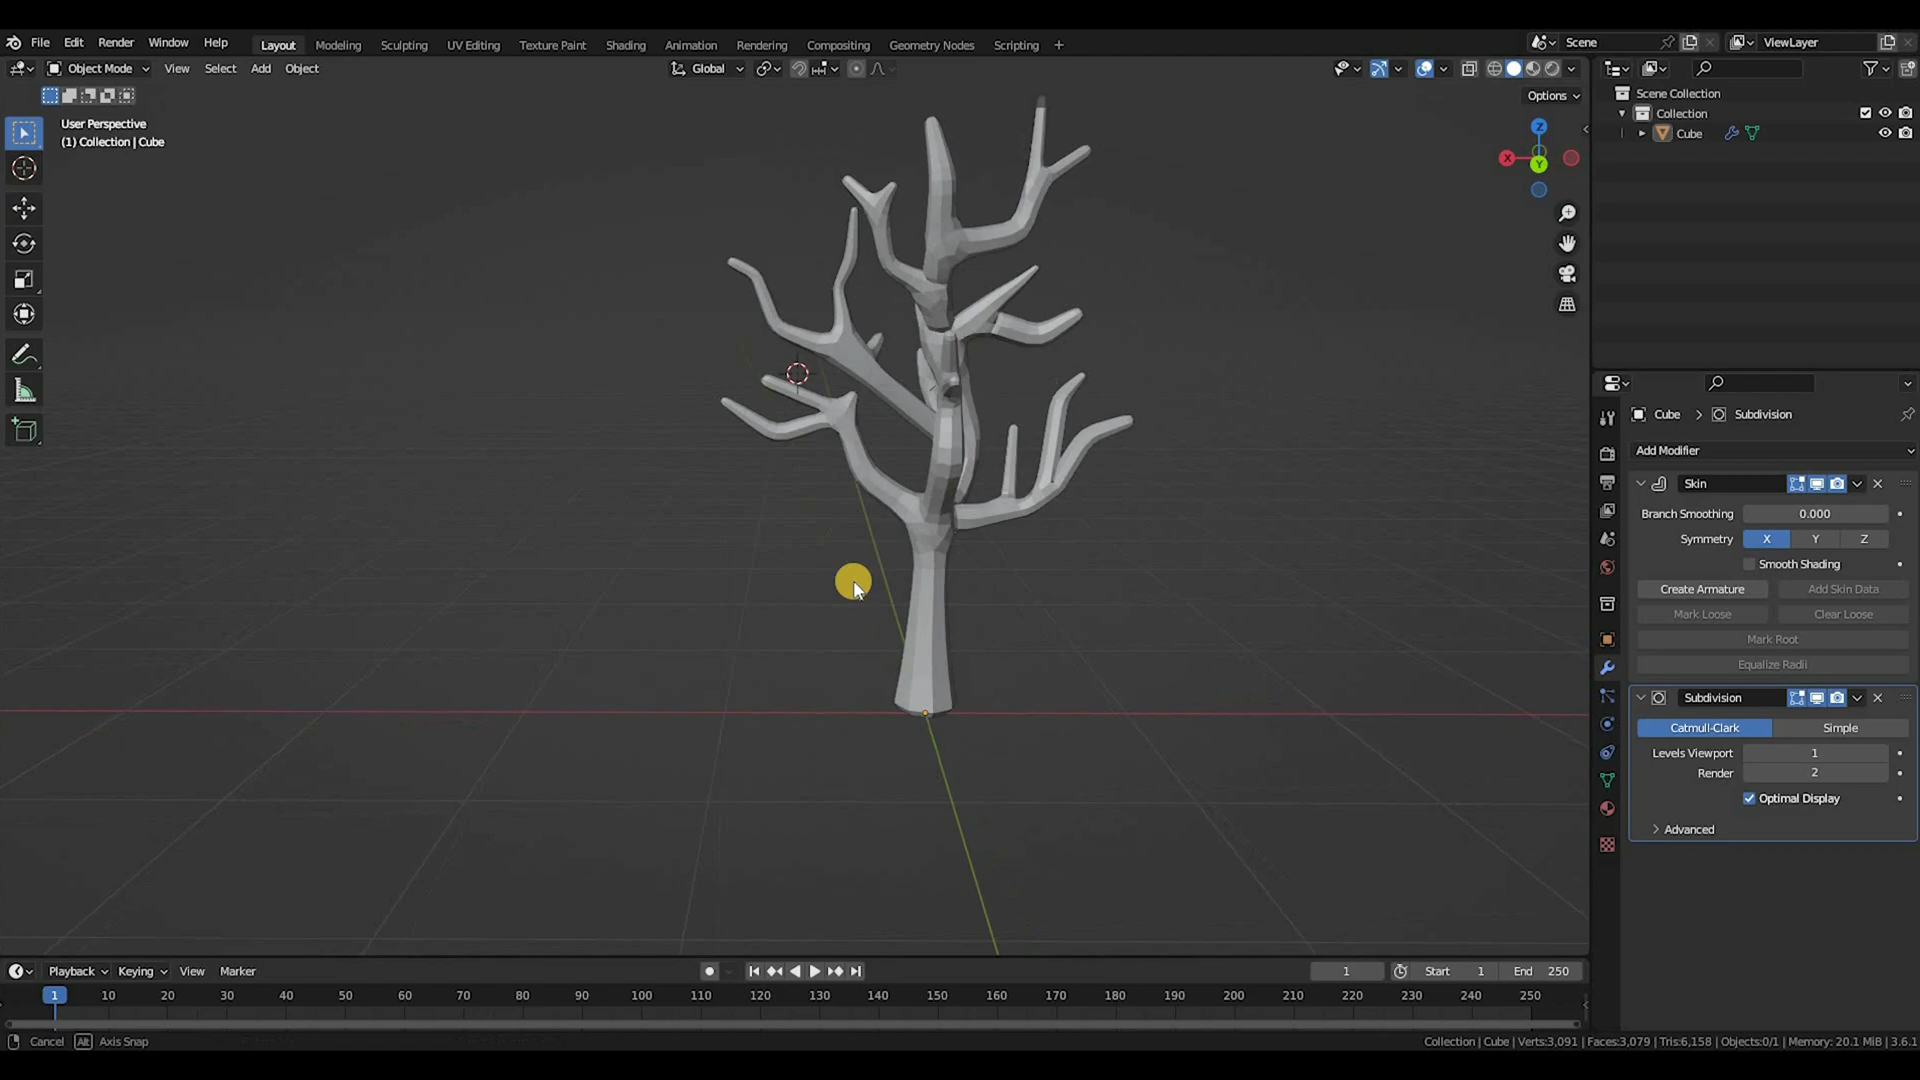 File Edit Render Window Help Layout Modeling Sculpting UV Editing Texture Paint Shading Animation Rendering Compositing Geometry Nodes Scripting + Scene ViewLayer
Object Mode View Select Add Object Global
Options
User Perspective
(1) Collection | Cube
Z
X
Y
Scene Collection
Collection
Cube
Cube > Subdivision
Add Modifier
Skin
Branch Smoothing 0.000
Symmetry X Y Z
Smooth Shading
Create Armature Add Skin Data
Mark Loose Clear Loose
Mark Root
Equalize Radii
Subdivision
Catmull-Clark Simple
Levels Viewport 1
Render 2
Optimal Display
Advanced
Playback Keying View Marker 1 Start 1 End 250
1 10 20 30 40 50 60 70 80 90 100 110 120 130 140 150 160 170 180 190 200 210 220 230 240 250
Cancel Alt Axis Snap Collection | Cube | Verts:3,091 | Faces:3,079 | Tris:6,158 | Objects:0/1 | Memory: 20.1 MiB | 3.6.1